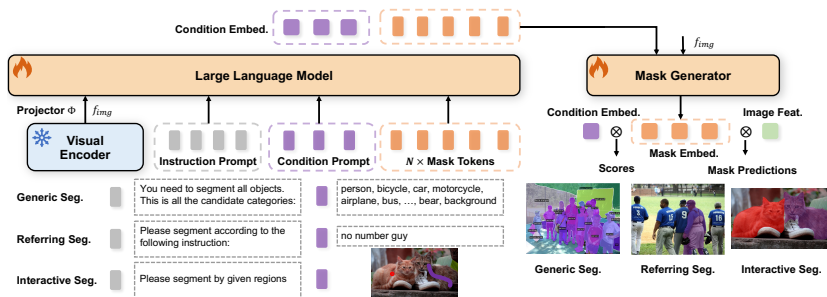 Condition Embed.
f_img
Large Language Model
Mask Generator
Projector Φ
f_img
Condition Embed.
Image Feat.
Visual
Encoder
Instruction Prompt
Condition Prompt
N × Mask Tokens
⊗
⊗
Mask Embed.
Scores
Mask Predictions
Generic Seg.
You need to segment all objects.
This is all the candidate categories:
person, bicycle, car, motorcycle,
airplane, bus, …, bear, background
Referring Seg.
Please segment according to the
following instruction:
no number guy
Interactive Seg.
Please segment by given regions
3
9
16
Generic Seg.
Referring Seg.
Interactive Seg.